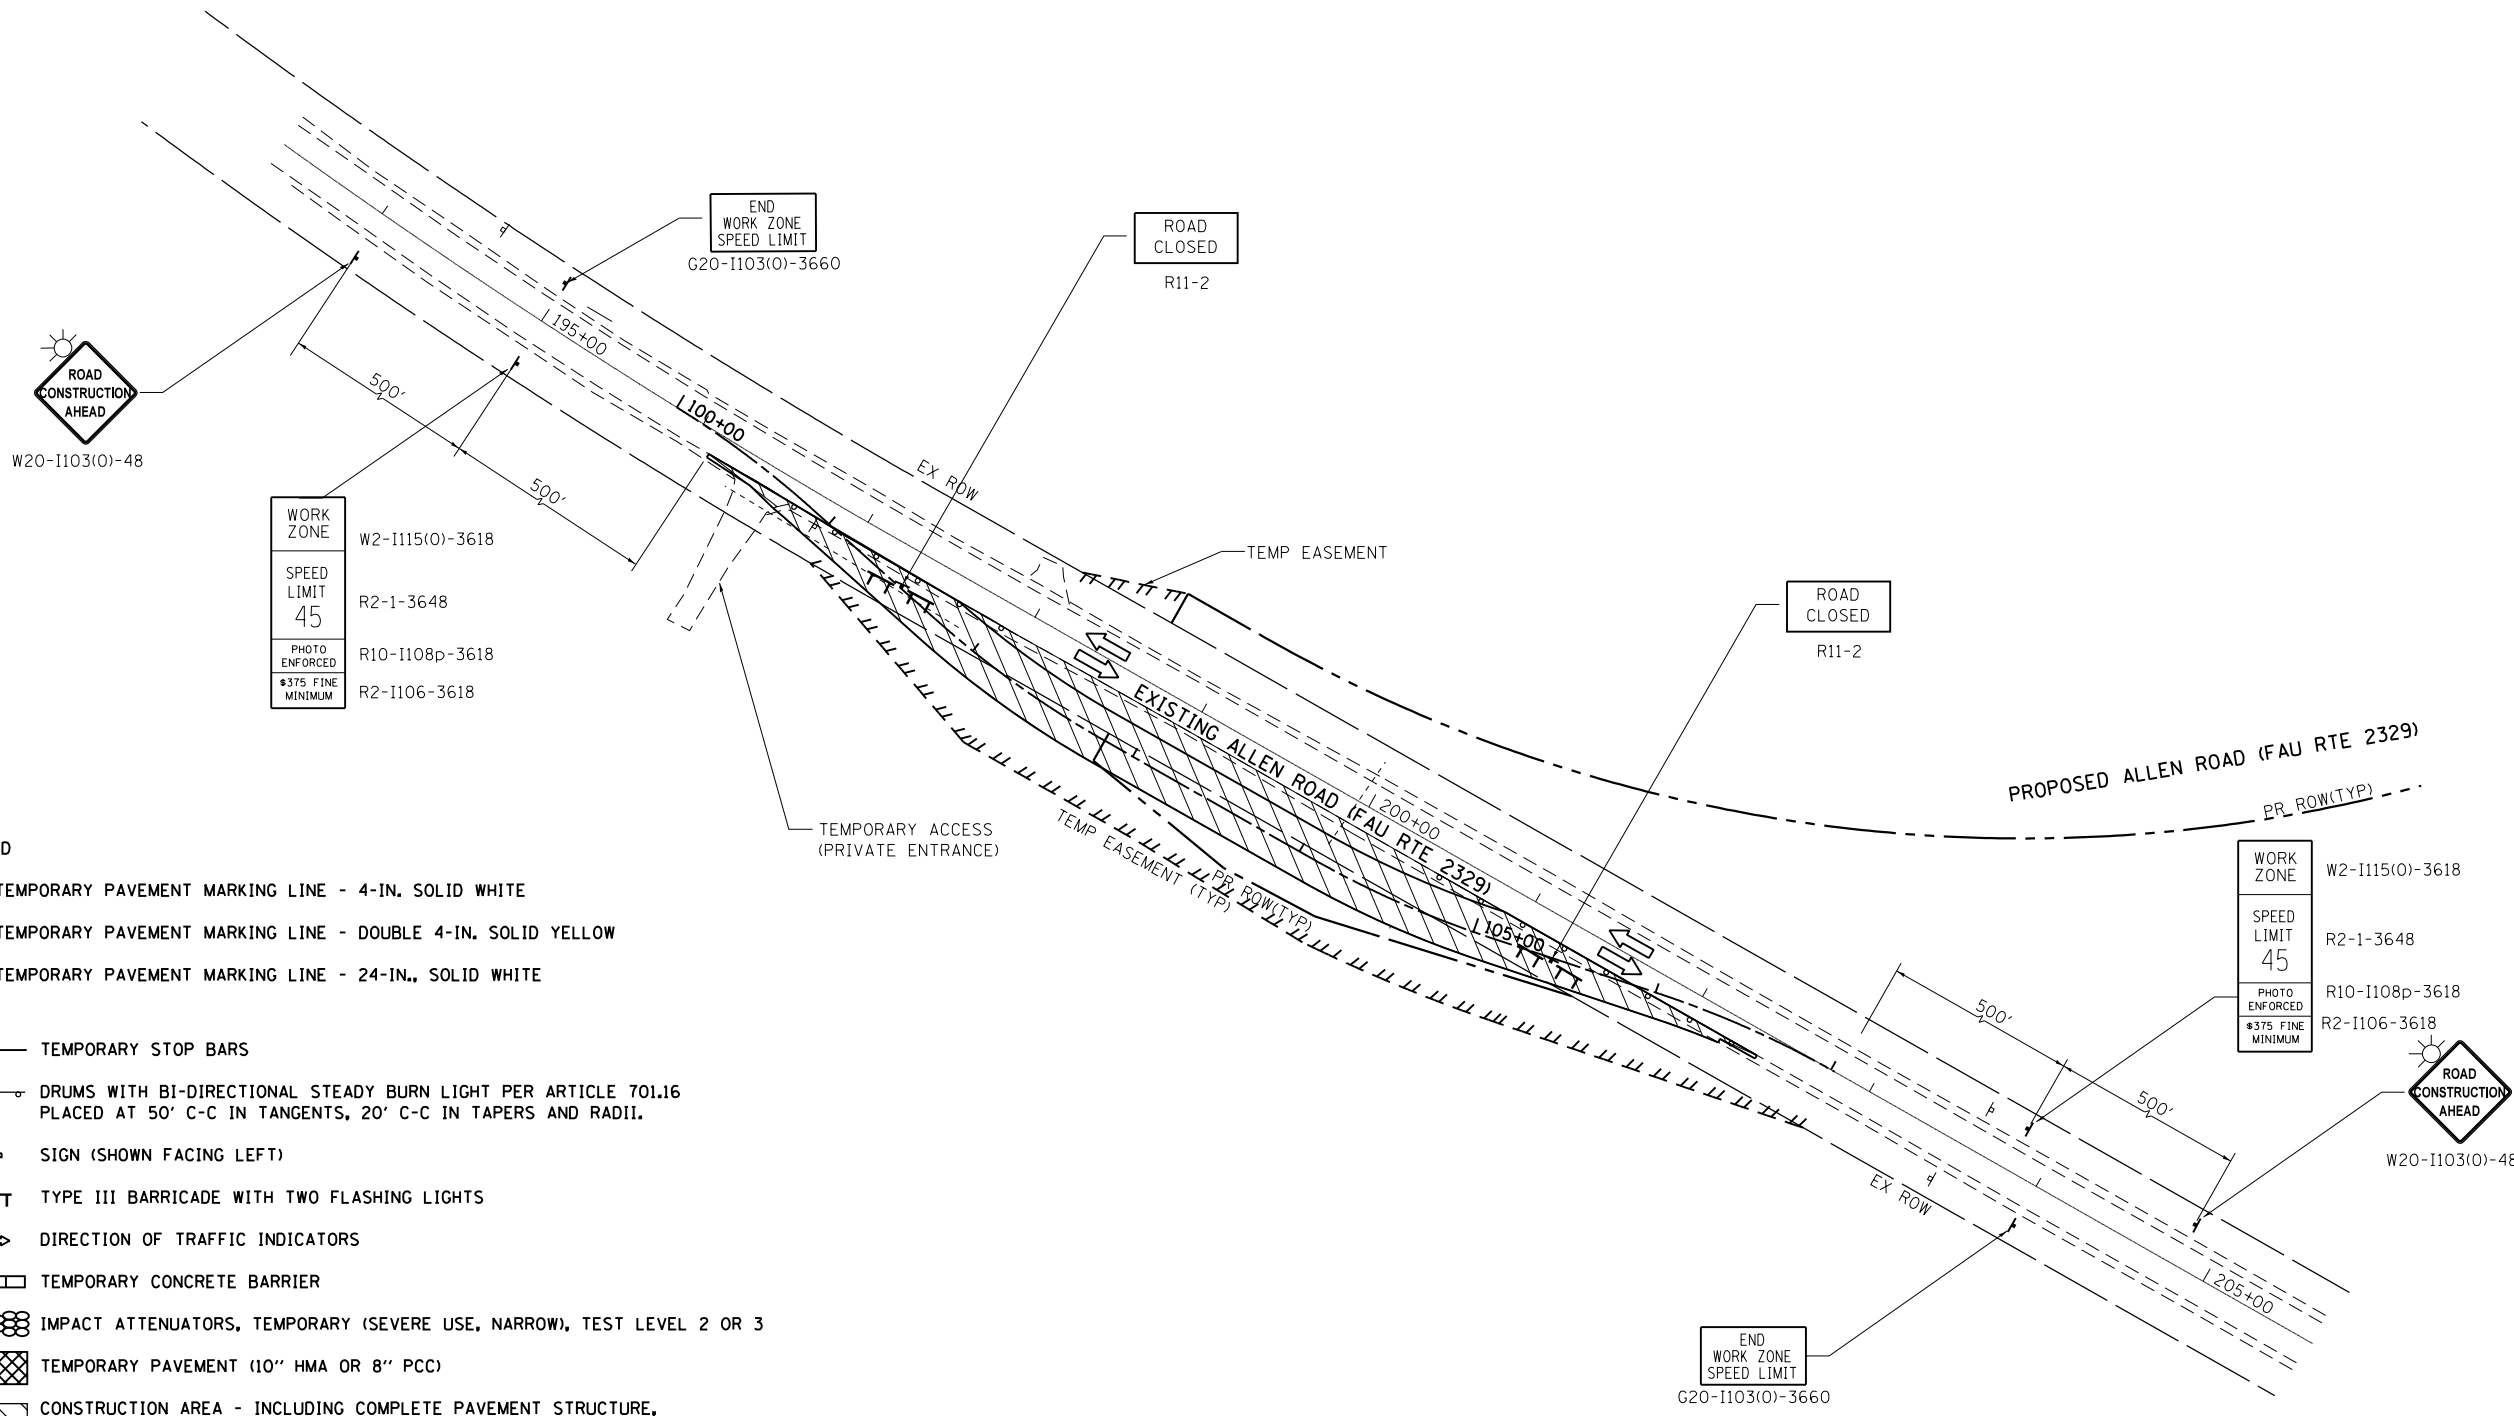 END
WORK ZONE
SPEED LIMIT
G20-I103(O)-3660
ROAD
CLOSED
R11-2
195+00
ROAD
CONSTRUCTION
AHEAD
W20-I103(O)-48
500'
500'
100+00
EX ROW
WORK
ZONE
W2-I115(O)-3618
SPEED
LIMIT
45
R2-1-3648
PHOTO
ENFORCED
R10-I108p-3618
$375 FINE
MINIMUM
R2-I106-3618
TEMP EASEMENT
ROAD
CLOSED
R11-2
EXISTING ALLEN ROAD (FAU RTE 2329)
200+00
PROPOSED ALLEN ROAD (FAU RTE 2329)
PR ROW(TYP)
TEMPORARY ACCESS
(PRIVATE ENTRANCE)
TEMP EASEMENT (TYP)
PR ROW(TYP)
105+00
WORK
ZONE
W2-I115(O)-3618
SPEED
LIMIT
45
R2-1-3648
PHOTO
ENFORCED
R10-I108p-3618
$375 FINE
MINIMUM
R2-I106-3618
500'
500'
ROAD
CONSTRUCTION
AHEAD
W20-I103(O)-48
EX ROW
205+00
END
WORK ZONE
SPEED LIMIT
G20-I103(O)-3660
D
TEMPORARY PAVEMENT MARKING LINE - 4-IN. SOLID WHITE
TEMPORARY PAVEMENT MARKING LINE - DOUBLE 4-IN. SOLID YELLOW
TEMPORARY PAVEMENT MARKING LINE - 24-IN., SOLID WHITE
TEMPORARY STOP BARS
DRUMS WITH BI-DIRECTIONAL STEADY BURN LIGHT PER ARTICLE 701.16
PLACED AT 50' C-C IN TANGENTS, 20' C-C IN TAPERS AND RADII.
SIGN (SHOWN FACING LEFT)
TYPE III BARRICADE WITH TWO FLASHING LIGHTS
DIRECTION OF TRAFFIC INDICATORS
TEMPORARY CONCRETE BARRIER
IMPACT ATTENUATORS, TEMPORARY (SEVERE USE, NARROW), TEST LEVEL 2 OR 3
TEMPORARY PAVEMENT (10'' HMA OR 8'' PCC)
CONSTRUCTION AREA - INCLUDING COMPLETE PAVEMENT STRUCTURE,